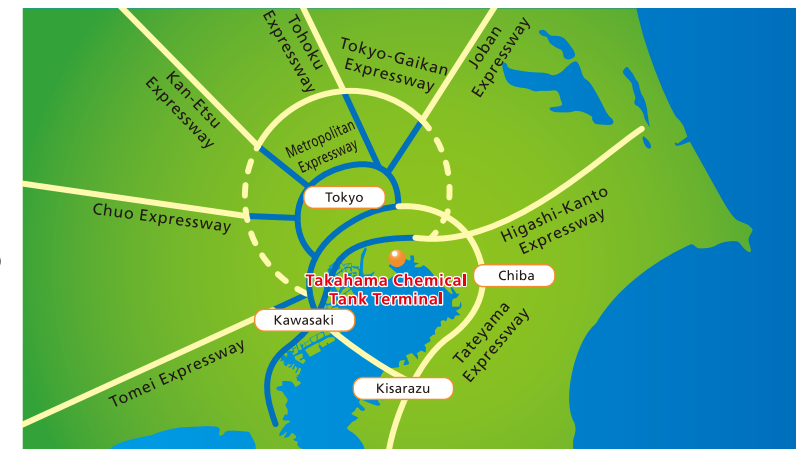 Tohoku
Expressway
Tokyo-Gaikan
Expressway
Joban
Expressway
Kan-Etsu
Expressway
Metropolitan
Expressway
Tokyo
Chuo Expressway
Higashi-Kanto
Expressway
Takahama Chemical
Tank Terminal
Chiba
Kawasaki
Tateyama
Expressway
Tomei Expressway
Kisarazu